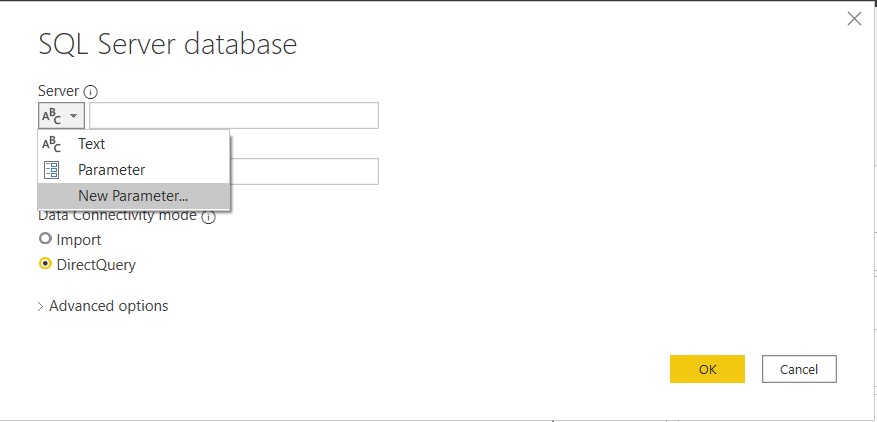 SQL Server database
Server
ABC
ABC Text
Parameter
New Parameter...
Data Connectivity mode
Import
DirectQuery
Advanced options
OK Cancel